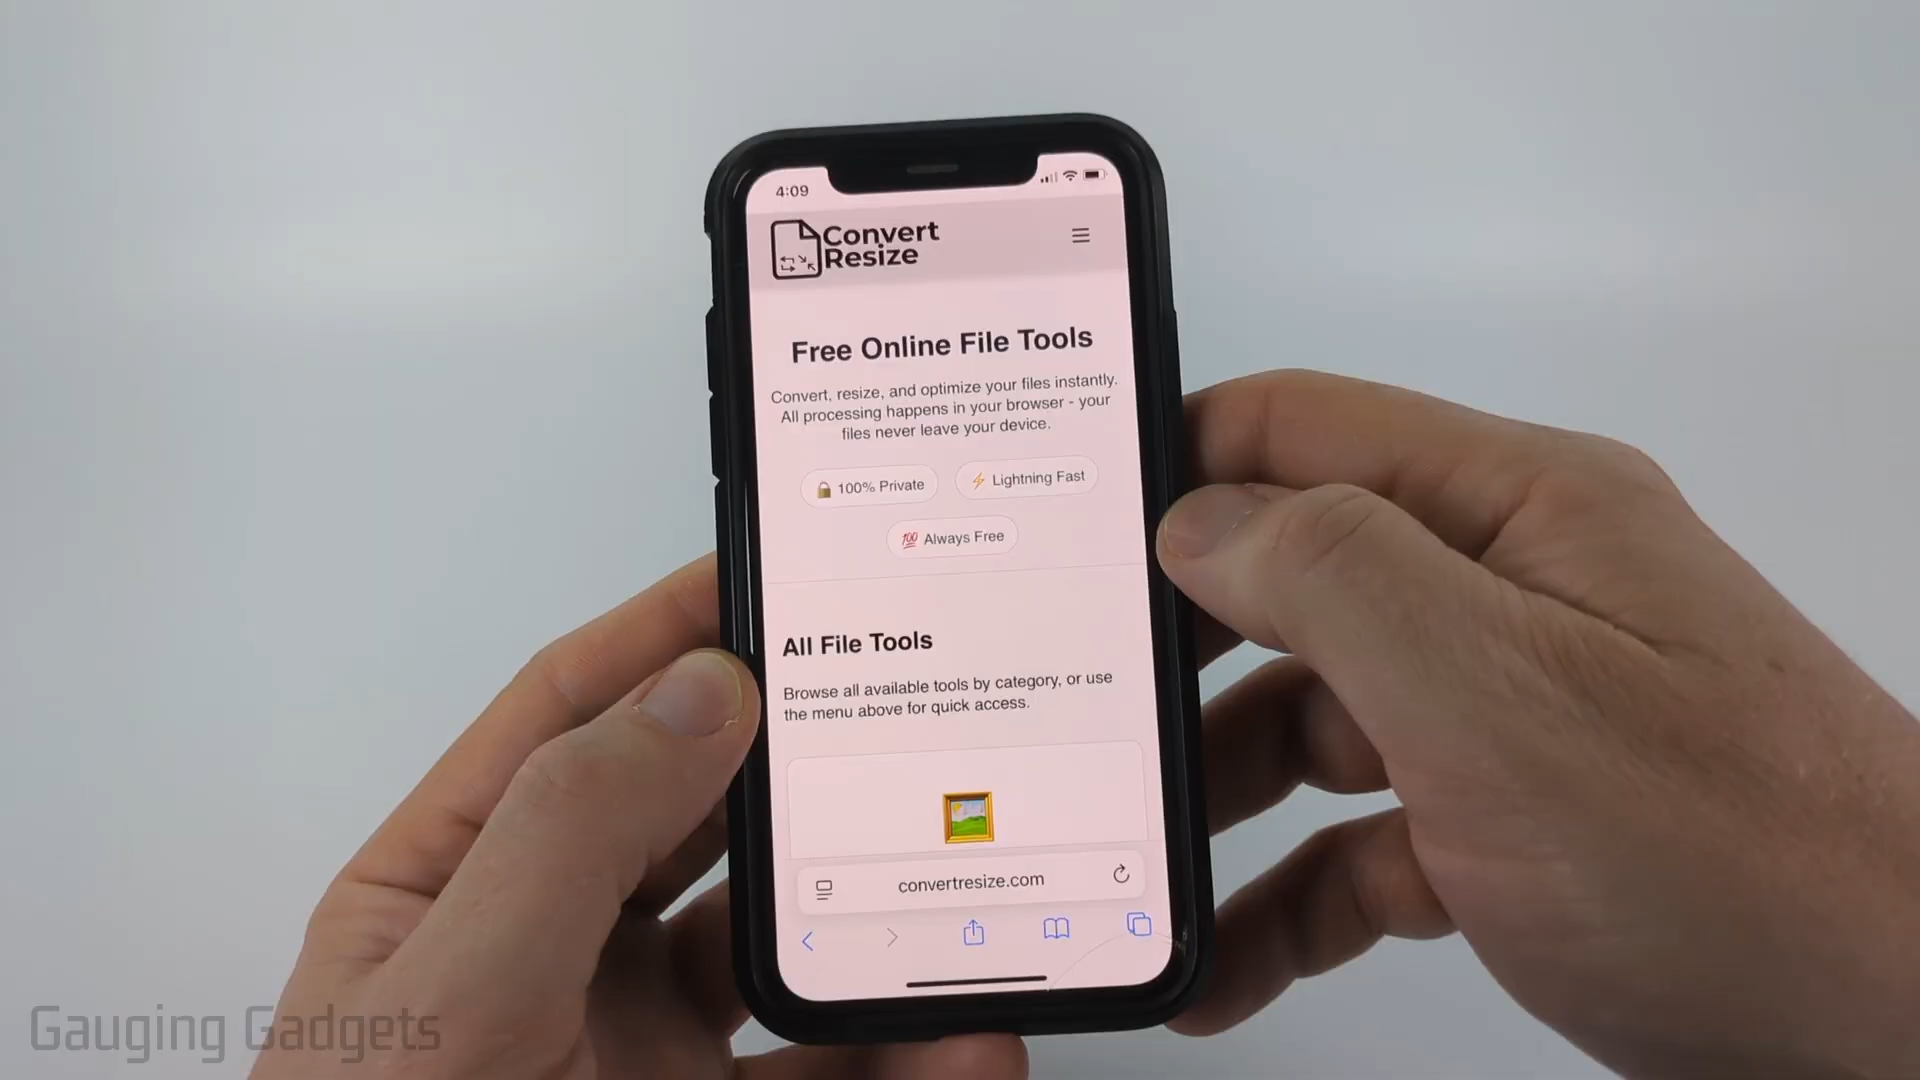 4:09
Convert
Resize
Free Online File Tools
Convert, resize, and optimize your files instantly.
All processing happens in your browser - your
files never leave your device.
🔒 100% Private
⚡ Lightning Fast
💯 Always Free
All File Tools
Browse all available tools by category, or use
the menu above for quick access.
convertresize.com
Gauging Gadgets